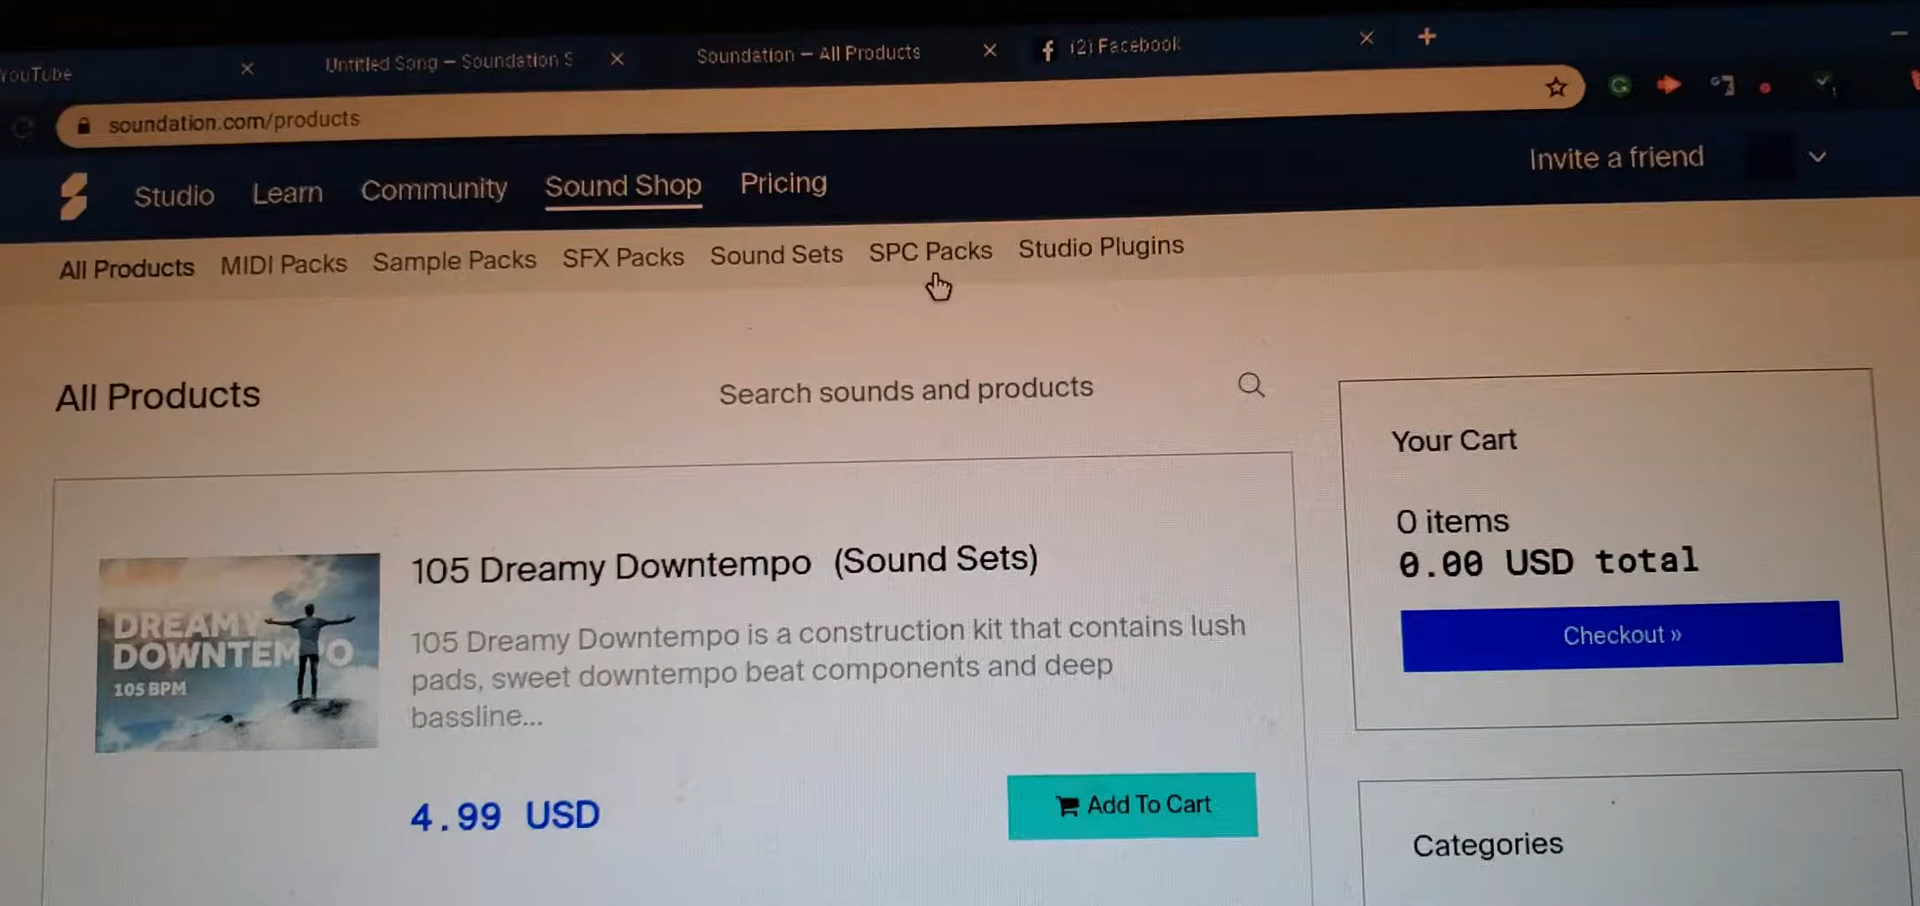 YouTube
Untitled Song – Soundation S
Soundation – All Products
(2) Facebook
soundation.com/products
Studio Learn Community Sound Shop Pricing
Invite a friend
All Products MIDI Packs Sample Packs SFX Packs Sound Sets SPC Packs Studio Plugins
All Products
Search sounds and products
DREAMY
DOWNTEMPO
105 BPM
105 Dreamy Downtempo (Sound Sets)
105 Dreamy Downtempo is a construction kit that contains lush
pads, sweet downtempo beat components and deep
bassline...
4.99 USD
Add To Cart
Your Cart
0 items
0.00 USD total
Checkout »
Categories